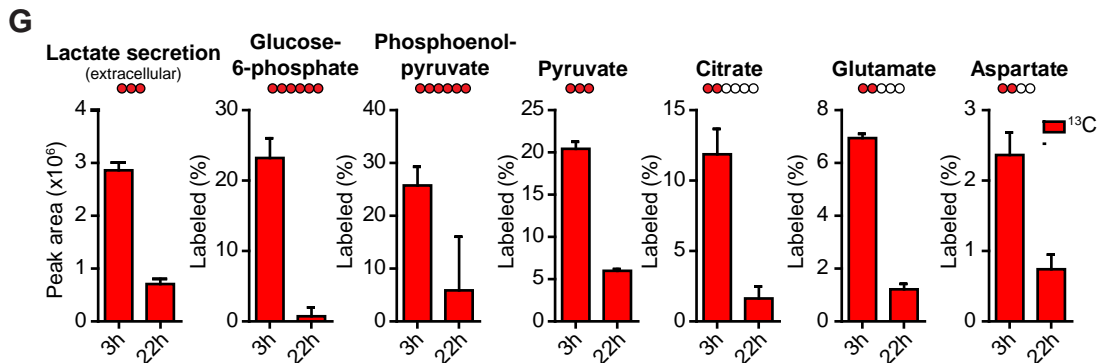 G
Lactate secretion
(extracellular)
Peak area (x10⁶)
4
3
2
1
0
3h
22h
Glucose-
6-phosphate
Labeled (%)
30
20
10
0
3h
22h
Phosphoenol-
pyruvate
Labeled (%)
40
30
20
10
0
3h
22h
Pyruvate
Labeled (%)
25
20
15
10
5
0
3h
22h
Citrate
Labeled (%)
15
10
5
0
3h
22h
Glutamate
Labeled (%)
8
6
4
2
0
3h
22h
Aspartate
Labeled (%)
3
2
1
0
3h
22h
¹³C